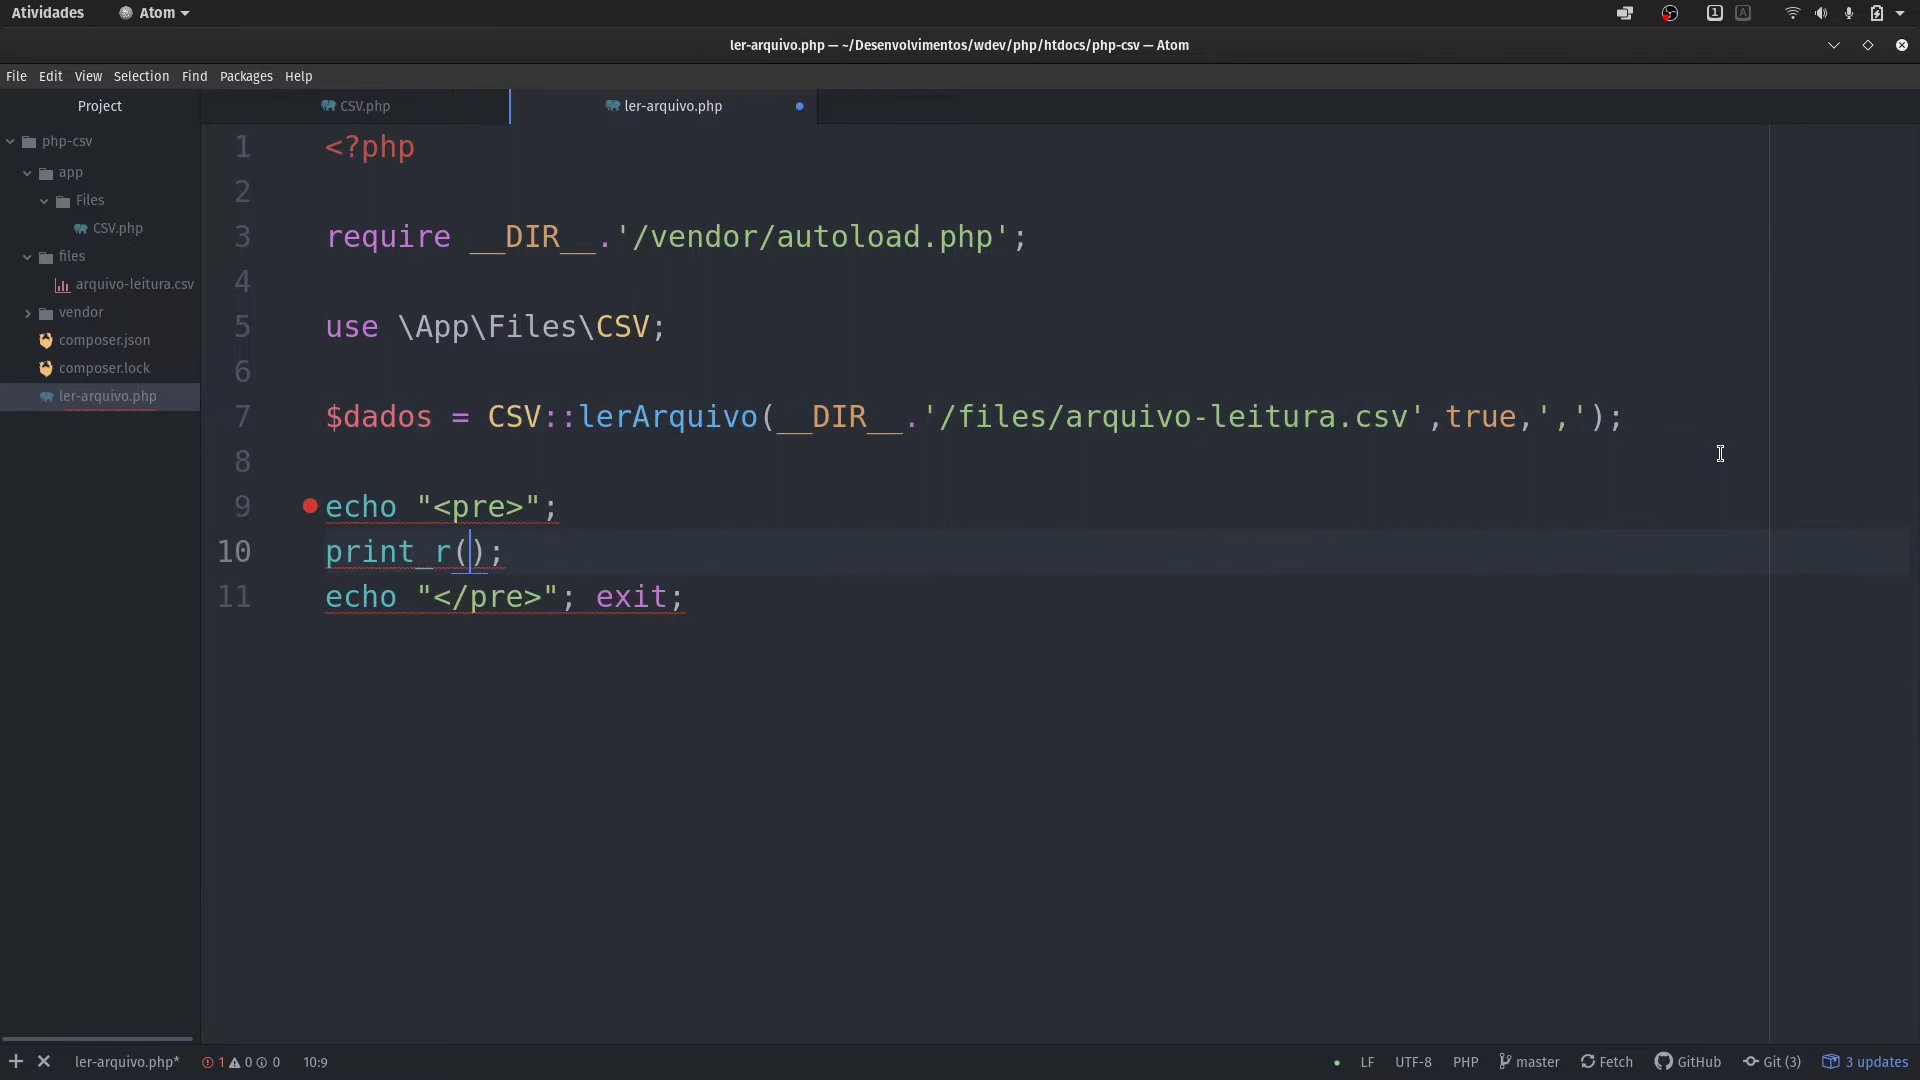 Atividades
Atom
1
A
ler-arquivo.php — ~/Desenvolvimentos/wdev/php/htdocs/php-csv — Atom
File Edit View Selection Find Packages Help
Project
CSV.php
ler-arquivo.php
php-csv
app
Files
CSV.php
files
arquivo-leitura.csv
vendor
composer.json
composer.lock
ler-arquivo.php
1 <?php
2
3 require __DIR__.'/vendor/autoload.php';
4
5 use \App\Files\CSV;
6
7 $dados = CSV::lerArquivo(__DIR__.'/files/arquivo-leitura.csv',true,',');
8
9 echo "<pre>";
10 print_r();
11 echo "</pre>"; exit;
ler-arquivo.php* 1 0 0 10:9
LF UTF-8 PHP master Fetch GitHub Git (3) 3 updates